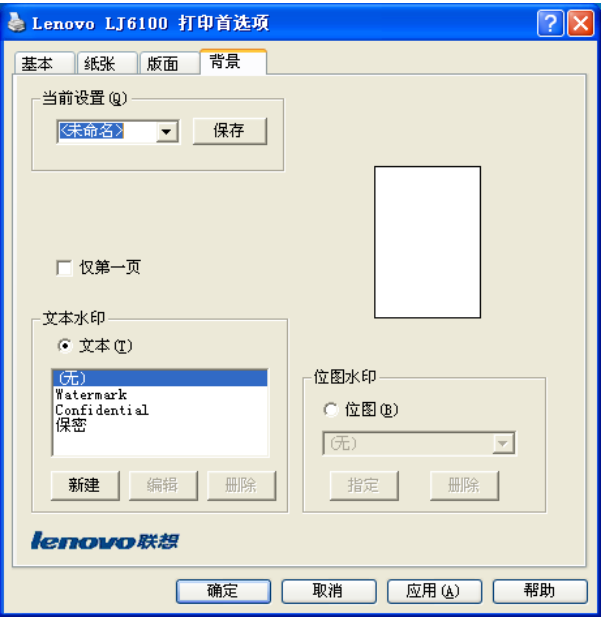 Lenovo LJ6100 打印首选项
基本 纸张 版面 背景
当前设置(Q)
<未命名> 保存
仅第一页
文本水印
文本(T)
(无)
Watermark
Confidential
保密
新建 编辑 删除
位图水印
位图(B)
(无)
指定 删除
lenovo联想
确定 取消 应用(A) 帮助